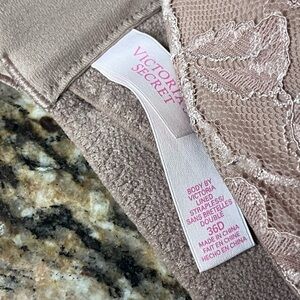 VICTORIA'S
SECRET
BODY BY
VICTORIA
LINED
STRAPLESS/
SANS BRETELLES
DOUBLE
36D
MADE IN CHINA
FAIT EN CHINE
HECHO EN CHINA